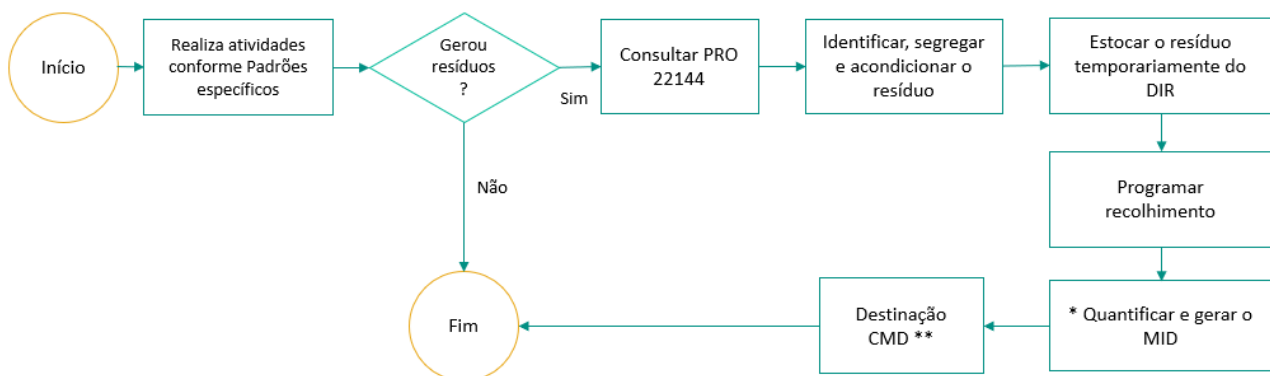 Início
Realiza atividades
conforme Padrões
específicos
Gerou
resíduos
?
Sim
Não
Consultar PRO
22144
Identificar, segregar
e acondicionar o
resíduo
Estocar o resíduo
temporariamente do
DIR
Programar
recolhimento
* Quantificar e gerar o
MID
Destinação
CMD **
Fim